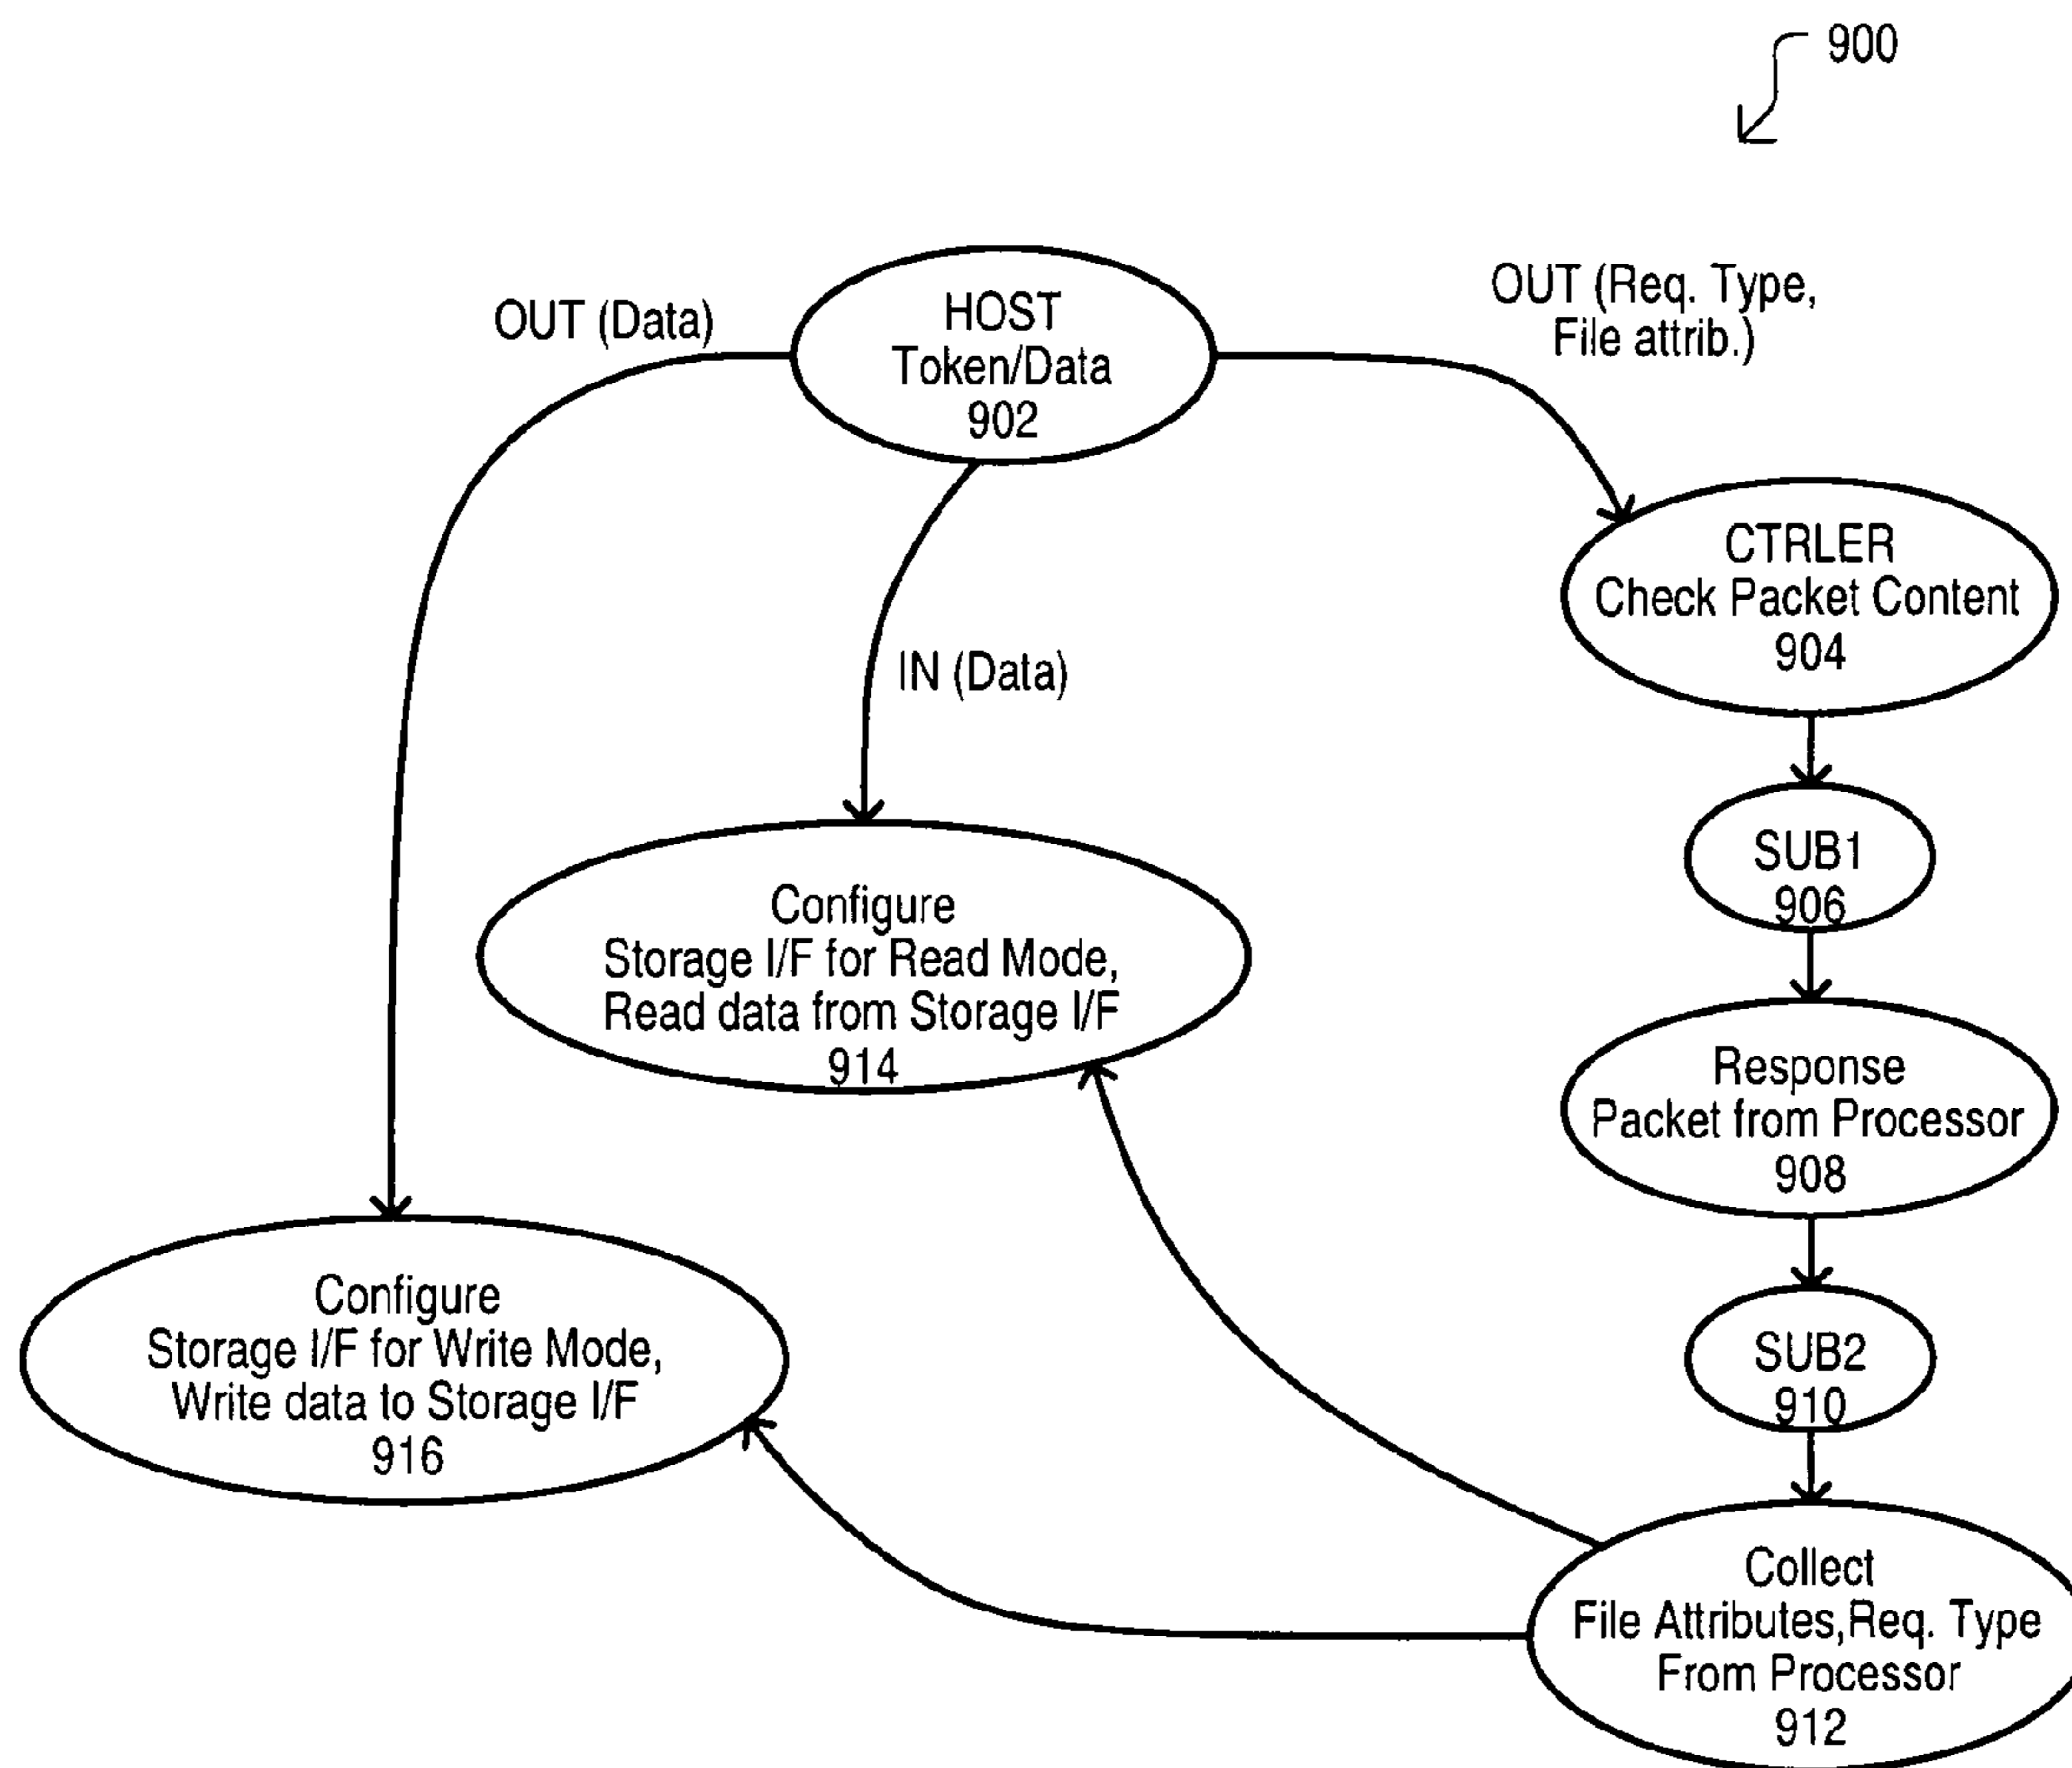 900
OUT (Data)
HOST
Token/Data
902
OUT (Req. Type,
File attrib.)
IN (Data)
CTRLER
Check Packet Content
904
SUB1
906
Configure
Storage I/F for Read Mode,
Read data from Storage I/F
914
Response
Packet from Processor
908
Configure
Storage I/F for Write Mode,
Write data to Storage I/F
916
SUB2
910
Collect
File Attributes,Req. Type
From Processor
912